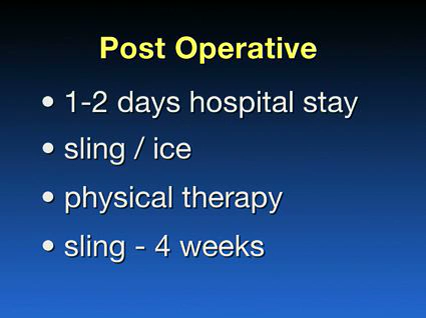 Post Operative
• 1-2 days hospital stay
• sling / ice
• physical therapy
• sling - 4 weeks